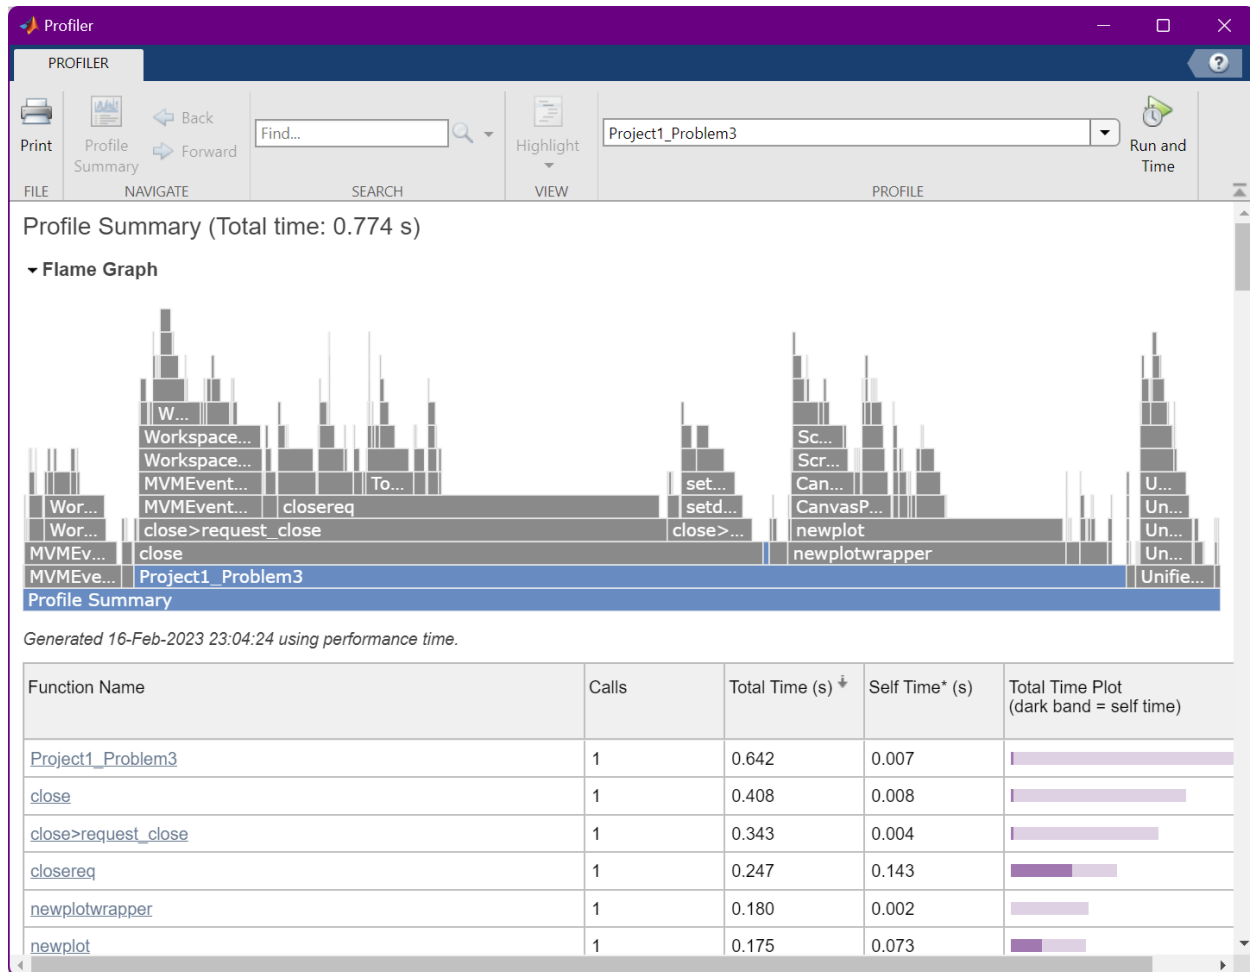 Profiler
PROFILER
?
Print
Profile
Summary
Back
Forward
Find...
Highlight
Project1_Problem3
Run and
Time
FILE
NAVIGATE
SEARCH
VIEW
PROFILE
Profile Summary (Total time: 0.774 s)
Flame Graph
W...
Workspace...
Sc...
Workspace...
Scr...
MVMEvent...
To...
set...
Can...
U...
Wor...
MVMEvent...
closereq
setd...
CanvasP...
Un...
Wor...
close>request_close
close>...
newplot
Un...
MVMEv...
close
newplotwrapper
Un...
MVMEve...
Project1_Problem3
Unifie...
Profile Summary
Generated 16-Feb-2023 23:04:24 using performance time.
Function Name
Calls
Total Time (s)
Self Time* (s)
Total Time Plot
(dark band = self time)
Project1_Problem3 1 0.642 0.007
close 1 0.408 0.008
close>request_close 1 0.343 0.004
closereq 1 0.247 0.143
newplotwrapper 1 0.180 0.002
newplot 1 0.175 0.073